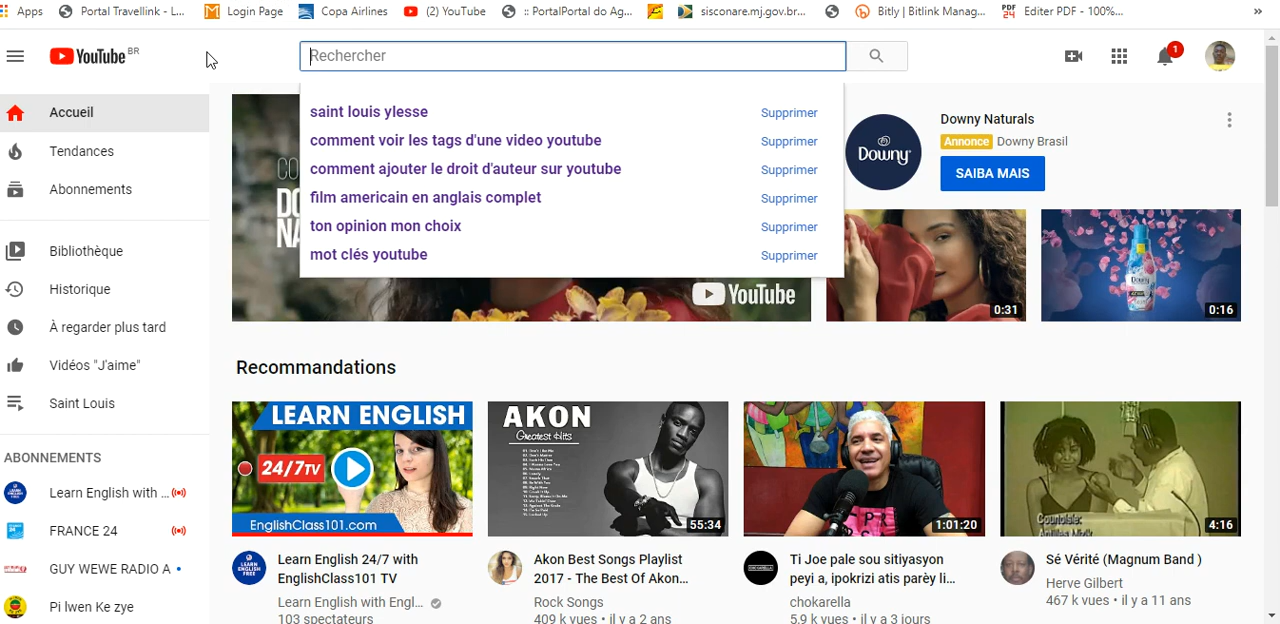 Apps
Portal Travellink - L...
Login Page
Copa Airlines
(2) YouTube
:: PortalPortal do Ag...
sisconare.mj.gov.br...
Bitly | Bitlink Manag...
PDF 24
Editer PDF - 100%...
»
YouTube BR
Rechercher
1
Accueil
Tendances
Abonnements
Bibliothèque
Historique
À regarder plus tard
Vidéos "J'aime"
Saint Louis
ABONNEMENTS
Learn English with ...
FRANCE 24
GUY WEWE RADIO A
Pi lwen Ke zye
saint louis ylesse Supprimer
comment voir les tags d'une video youtube Supprimer
comment ajouter le droit d'auteur sur youtube Supprimer
film americain en anglais complet Supprimer
ton opinion mon choix Supprimer
mot clés youtube Supprimer
YouTube
Downy
Downy Naturals
Annonce Downy Brasil
SAIBA MAIS
0:31
0:16
Recommandations
LEARN ENGLISH
24/7 TV
EnglishClass101.com
Learn English 24/7 with
EnglishClass101 TV
Learn English with Engl...
103 spectateurs
AKON
Greatest Hits
55:34
Akon Best Songs Playlist
2017 - The Best Of Akon...
Rock Songs
409 k vues • il y a 2 ans
1:01:20
Ti Joe pale sou sitiyasyon
peyi a, ipokrizi atis parèy li...
chokarella
5,9 k vues • il y a 3 jours
4:16
Sé Vérité (Magnum Band )
Herve Gilbert
467 k vues • il y a 11 ans